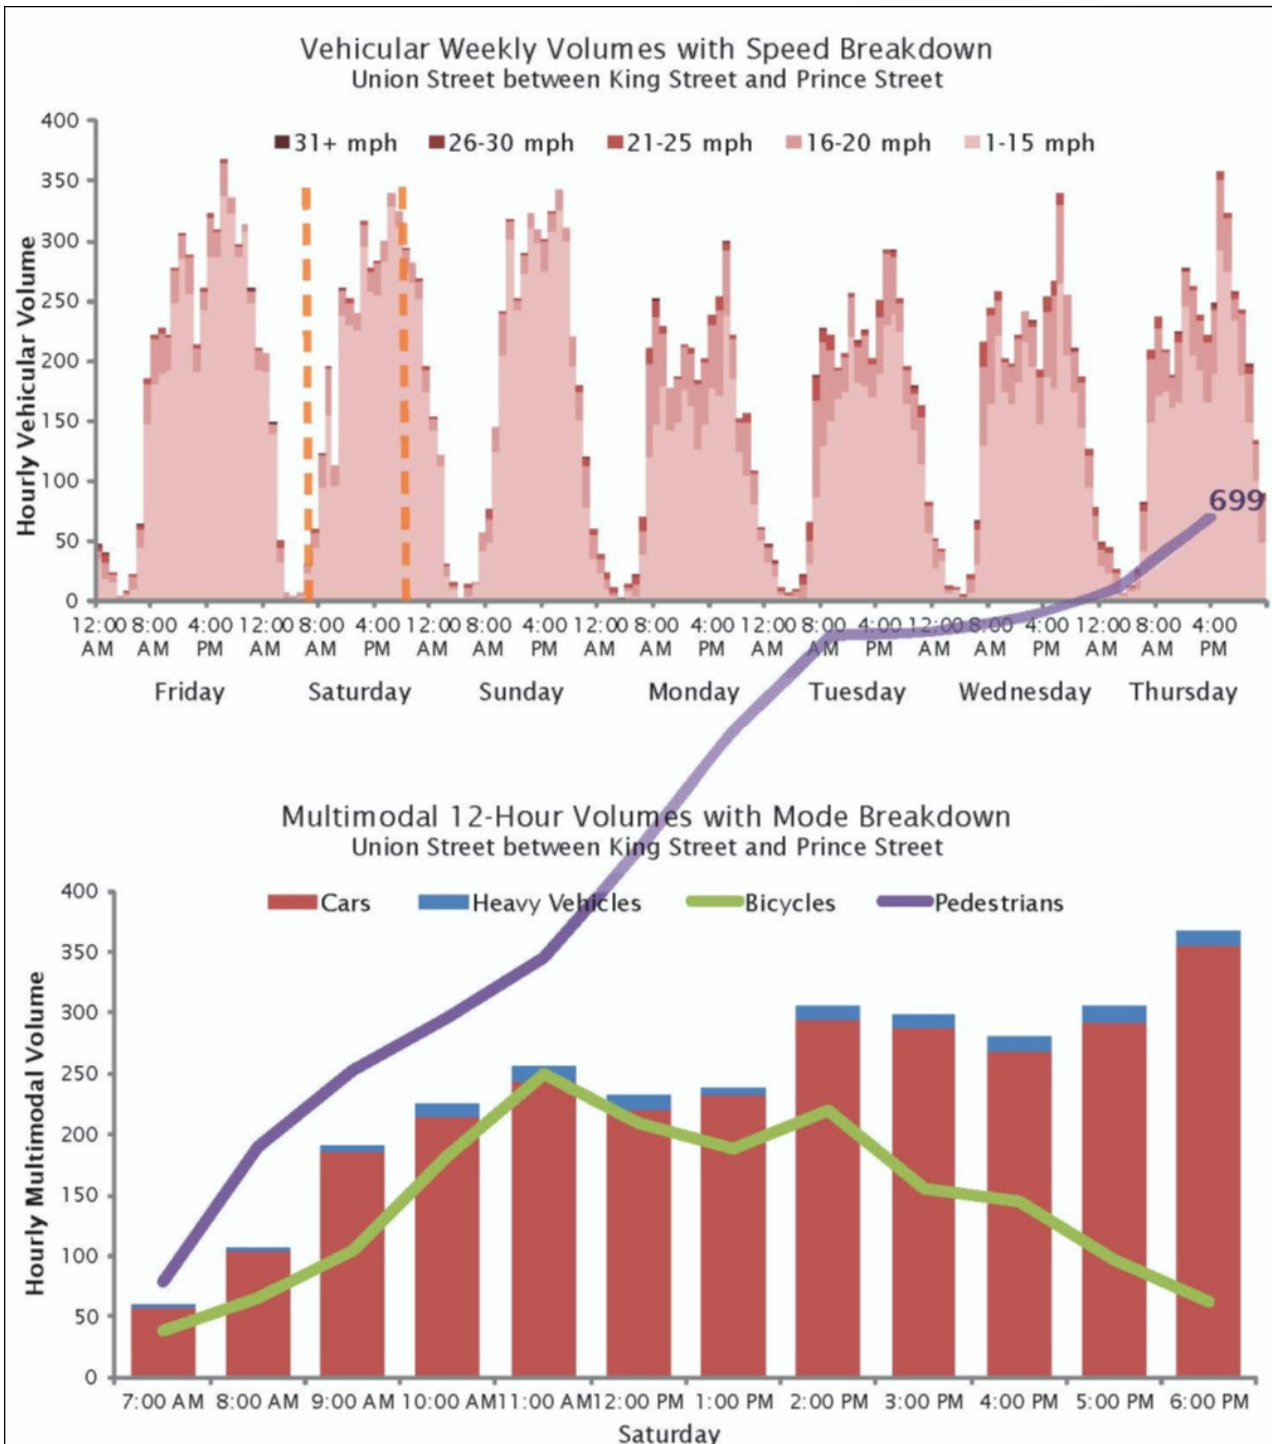 Vehicular Weekly Volumes with Speed Breakdown
Union Street between King Street and Prince Street
400
31+ mph 26-30 mph 21-25 mph 16-20 mph 1-15 mph
350
300
250
200
150
100
50
0
Hourly Vehicular Volume
699
12:00 8:00 4:00 12:00 8:00 4:00 12:00 8:00 4:00 12:00 8:00 4:00 12:00 8:00 4:00 12:00 8:00 4:00 12:00 8:00 4:00
AM AM PM AM AM PM AM AM PM AM AM PM AM AM PM AM AM PM AM AM PM
Friday Saturday Sunday Monday Tuesday Wednesday Thursday
Multimodal 12-Hour Volumes with Mode Breakdown
Union Street between King Street and Prince Street
400
Cars Heavy Vehicles Bicycles Pedestrians
350
300
250
200
150
100
50
0
Hourly Multimodal Volume
7:00 AM 8:00 AM 9:00 AM 10:00 AM 11:00 AM 12:00 PM 1:00 PM 2:00 PM 3:00 PM 4:00 PM 5:00 PM 6:00 PM
Saturday